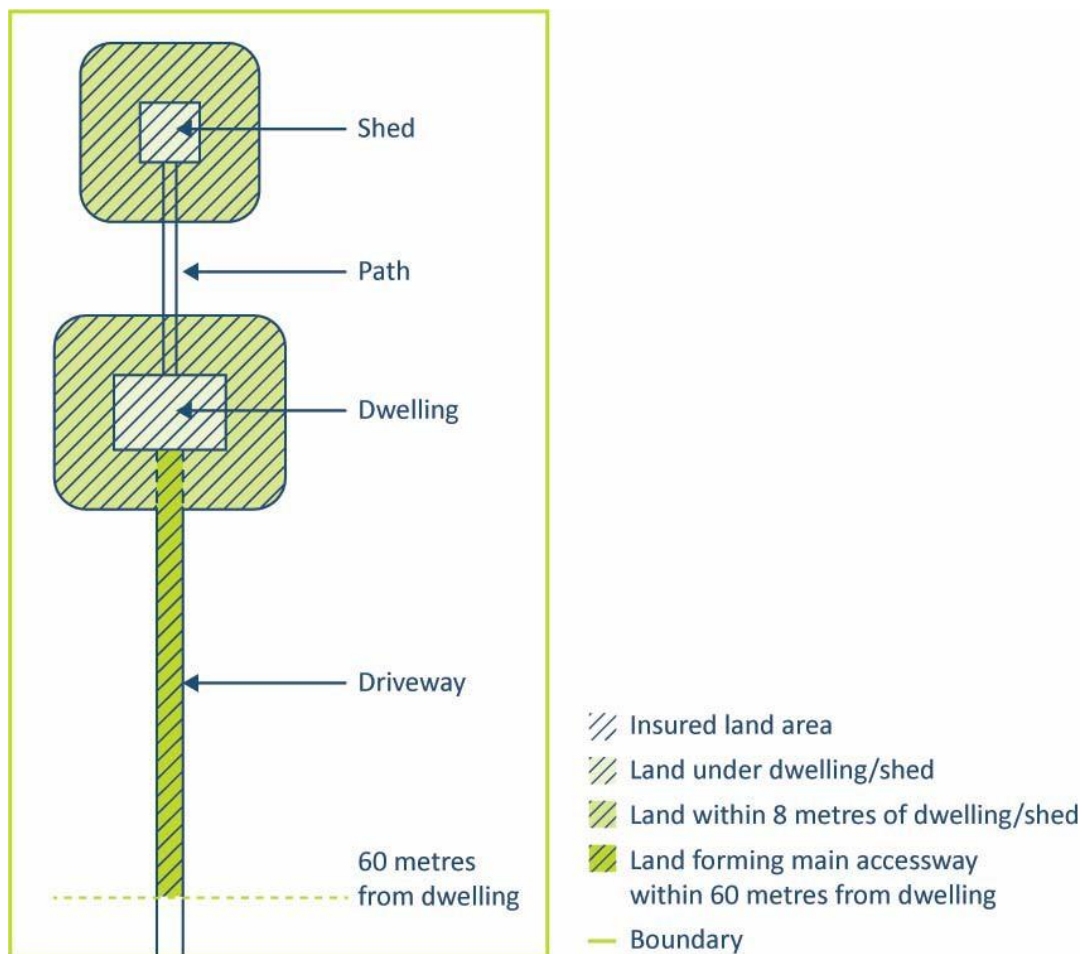 Shed
Path
Dwelling
Driveway
60 metres
from dwelling
Insured land area
Land under dwelling/shed
Land within 8 metres of dwelling/shed
Land forming main accessway
within 60 metres from dwelling
Boundary